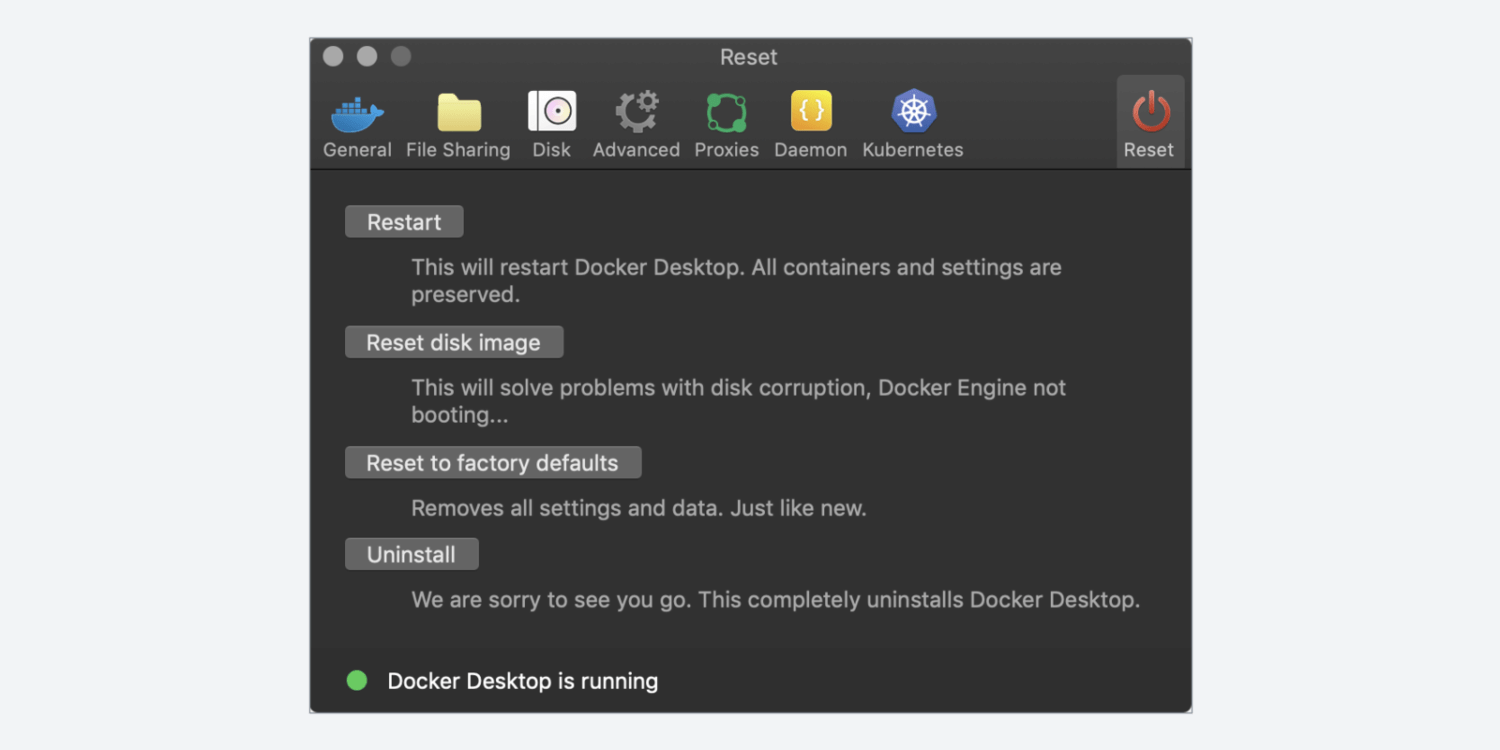 Reset
General File Sharing Disk Advanced Proxies Daemon Kubernetes Reset
Restart
This will restart Docker Desktop. All containers and settings are
preserved.
Reset disk image
This will solve problems with disk corruption, Docker Engine not
booting...
Reset to factory defaults
Removes all settings and data. Just like new.
Uninstall
We are sorry to see you go. This completely uninstalls Docker Desktop.
Docker Desktop is running